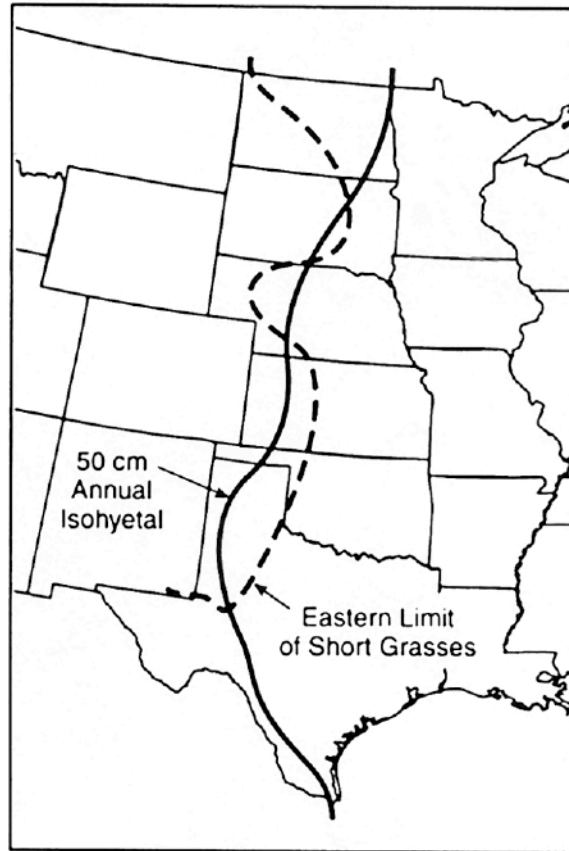 50 cm
Annual
Isohyetal
Eastern Limit
of Short Grasses